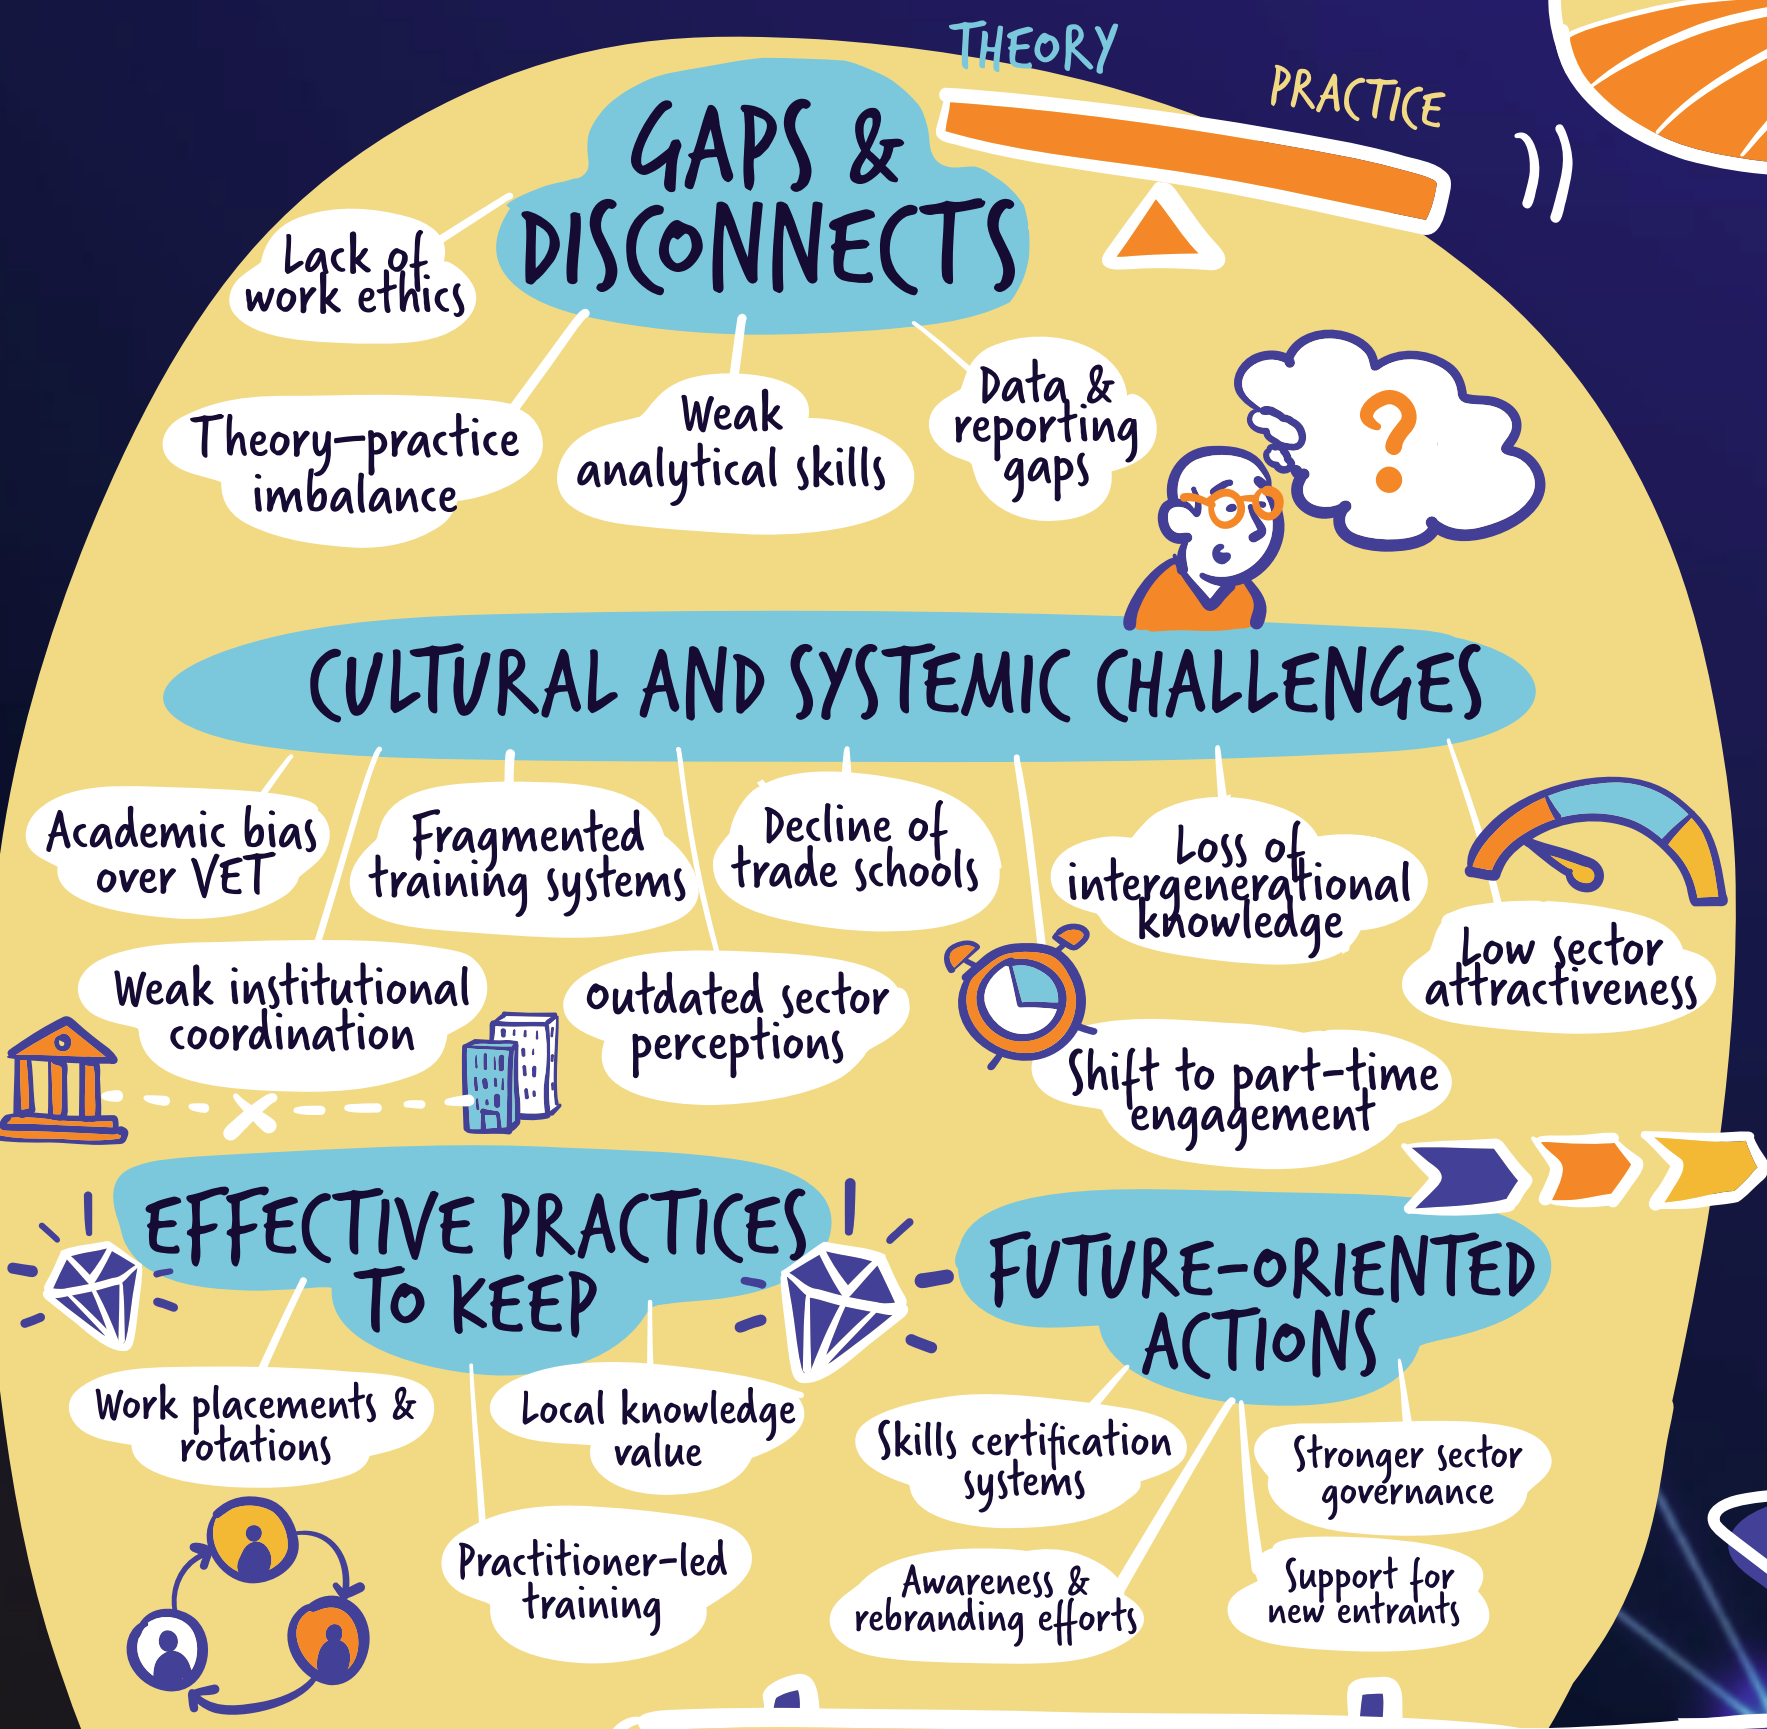 THEORY
PRACTICE
GAPS &
DISCONNECTS
Lack of
work ethics
Theory-practice
imbalance
Weak
analytical skills
Data &
reporting
gaps
?
CULTURAL AND SYSTEMIC CHALLENGES
Academic bias
over VET
Weak institutional
coordination
Fragmented
training systems
Outdated sector
perceptions
Decline of
trade schools
Shift to part-time
engagement
Loss of
intergenerational
knowledge
Low sector
attractiveness
EFFECTIVE PRACTICES
TO KEEP
Work placements &
rotations
Practitioner-led
training
Local knowledge
value
FUTURE-ORIENTED
ACTIONS
Skills certification
systems
Awareness &
rebranding efforts
Stronger sector
governance
Support for
new entrants